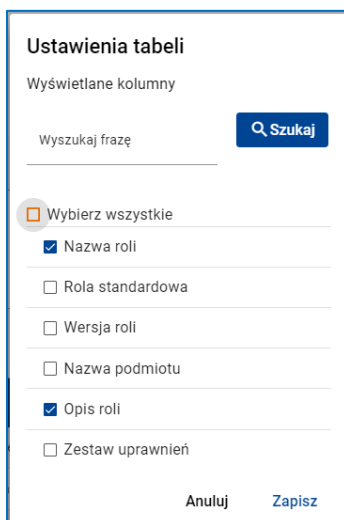 Ustawienia tabeli
Wyświetlane kolumny
Wyszukaj frazę
Szukaj
Wybierz wszystkie
Nazwa roli
Rola standardowa
Wersja roli
Nazwa podmiotu
Opis roli
Zestaw uprawnień
Anuluj Zapisz